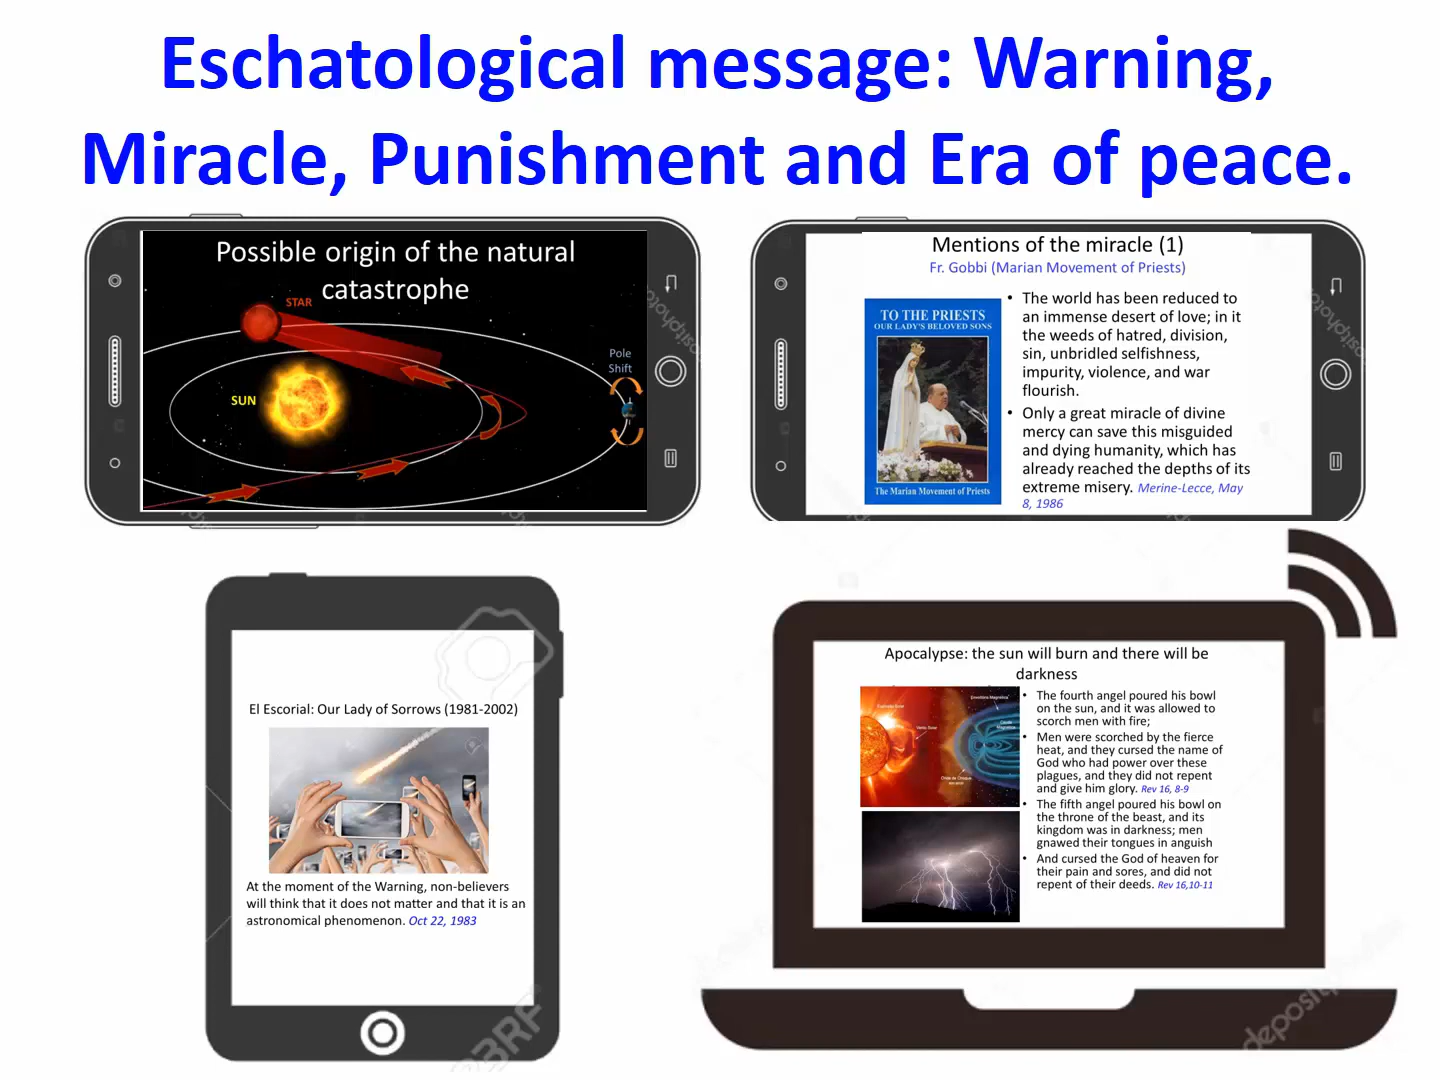 Eschatological message: Warning,
Miracle, Punishment and Era of peace.
Possible origin of the natural
catastrophe
STAR
SUN
Pole
Shift
Mentions of the miracle (1)
Fr. Gobbi (Marian Movement of Priests)
TO THE PRIESTS
OUR LADY'S BELOVED SONS
The Marian Movement of Priests
• The world has been reduced to
an immense desert of love; in it
the weeds of hatred, division,
sin, unbridled selfishness,
impurity, violence, and war
flourish.
• Only a great miracle of divine
mercy can save this misguided
and dying humanity, which has
already reached the depths of its
extreme misery. Merine-Lecce, May
8, 1986
El Escorial: Our Lady of Sorrows (1981-2002)
At the moment of the Warning, non-believers
will think that it does not matter and that it is an
astronomical phenomenon. Oct 22, 1983
Apocalypse: the sun will burn and there will be
darkness
• The fourth angel poured his bowl
on the sun, and it was allowed to
scorch men with fire;
• Men were scorched by the fierce
heat, and they cursed the name of
God who had power over these
plagues, and they did not repent
and give him glory. Rev 16, 8-9
• The fifth angel poured his bowl on
the throne of the beast, and its
kingdom was in darkness; men
gnawed their tongues in anguish
• And cursed the God of heaven for
their pain and sores, and did not
repent of their deeds. Rev 16,10-11